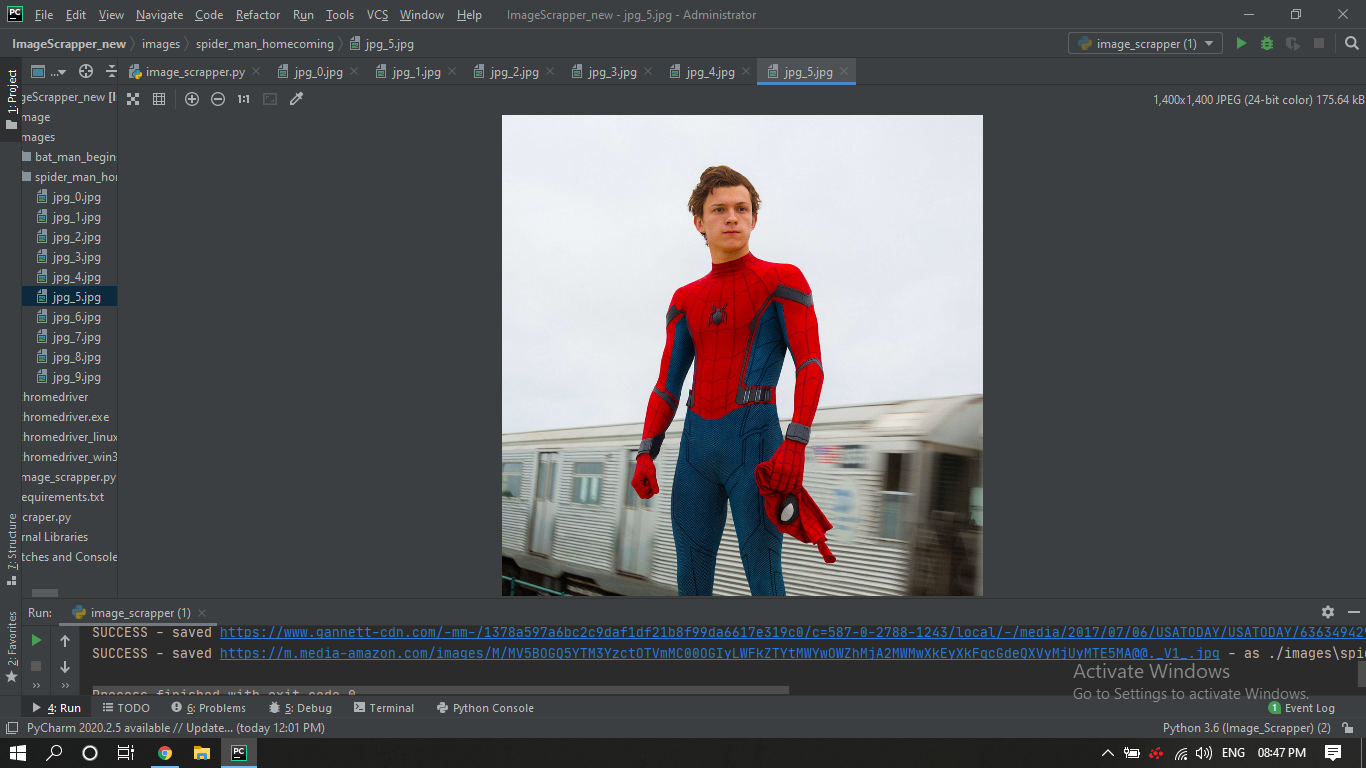 PC File Edit View Navigate Code Refactor Run Tools VCS Window Help ImageScrapper_new - jpg_5.jpg - Administrator
ImageScrapper_new images spider_man_homecoming jpg_5.jpg image_scrapper (1)
1: Project ... image_scrapper.py jpg_0.jpg jpg_1.jpg jpg_2.jpg jpg_3.jpg jpg_4.jpg jpg_5.jpg
1:1 1,400x1,400 JPEG (24-bit color) 175.64 kB
geScrapper_new [I
mage
mages
bat_man_begin
spider_man_ho
jpg_0.jpg
jpg_1.jpg
jpg_2.jpg
jpg_3.jpg
jpg_4.jpg
jpg_5.jpg
jpg_6.jpg
jpg_7.jpg
jpg_8.jpg
jpg_9.jpg
hromedriver
hromedriver.exe
hromedriver_linux
hromedriver_win3
mage_scrapper.py
equirements.txt
craper.py
rnal Libraries
tches and Console
7: Structure
2: Favorites
Run: image_scrapper (1)
SUCCESS - saved https://www.gannett-cdn.com/-mm-/1378a597a6bc2c9daf1df21b8f99da6617e319c0/c=587-0-2788-1243/local/-/media/2017/07/06/USATODAY/USATODAY/63634942
SUCCESS - saved https://m.media-amazon.com/images/M/MV5BOGQ5YTM3YzctOTVmMC00OGIyLWFkZTYtMWYwOWZhMjA2MWMwXkEyXkFqcGdeQXVyMjUyMTE5MA@@._V1_.jpg - as ./images\spi
Process finished with exit code 0
Activate Windows
Go to Settings to activate Windows.
4: Run TODO 6: Problems 5: Debug Terminal Python Console 1 Event Log
PyCharm 2020.2.5 available // Update... (today 12:01 PM) Python 3.6 (Image_Scrapper) (2)
PC ENG 08:47 PM